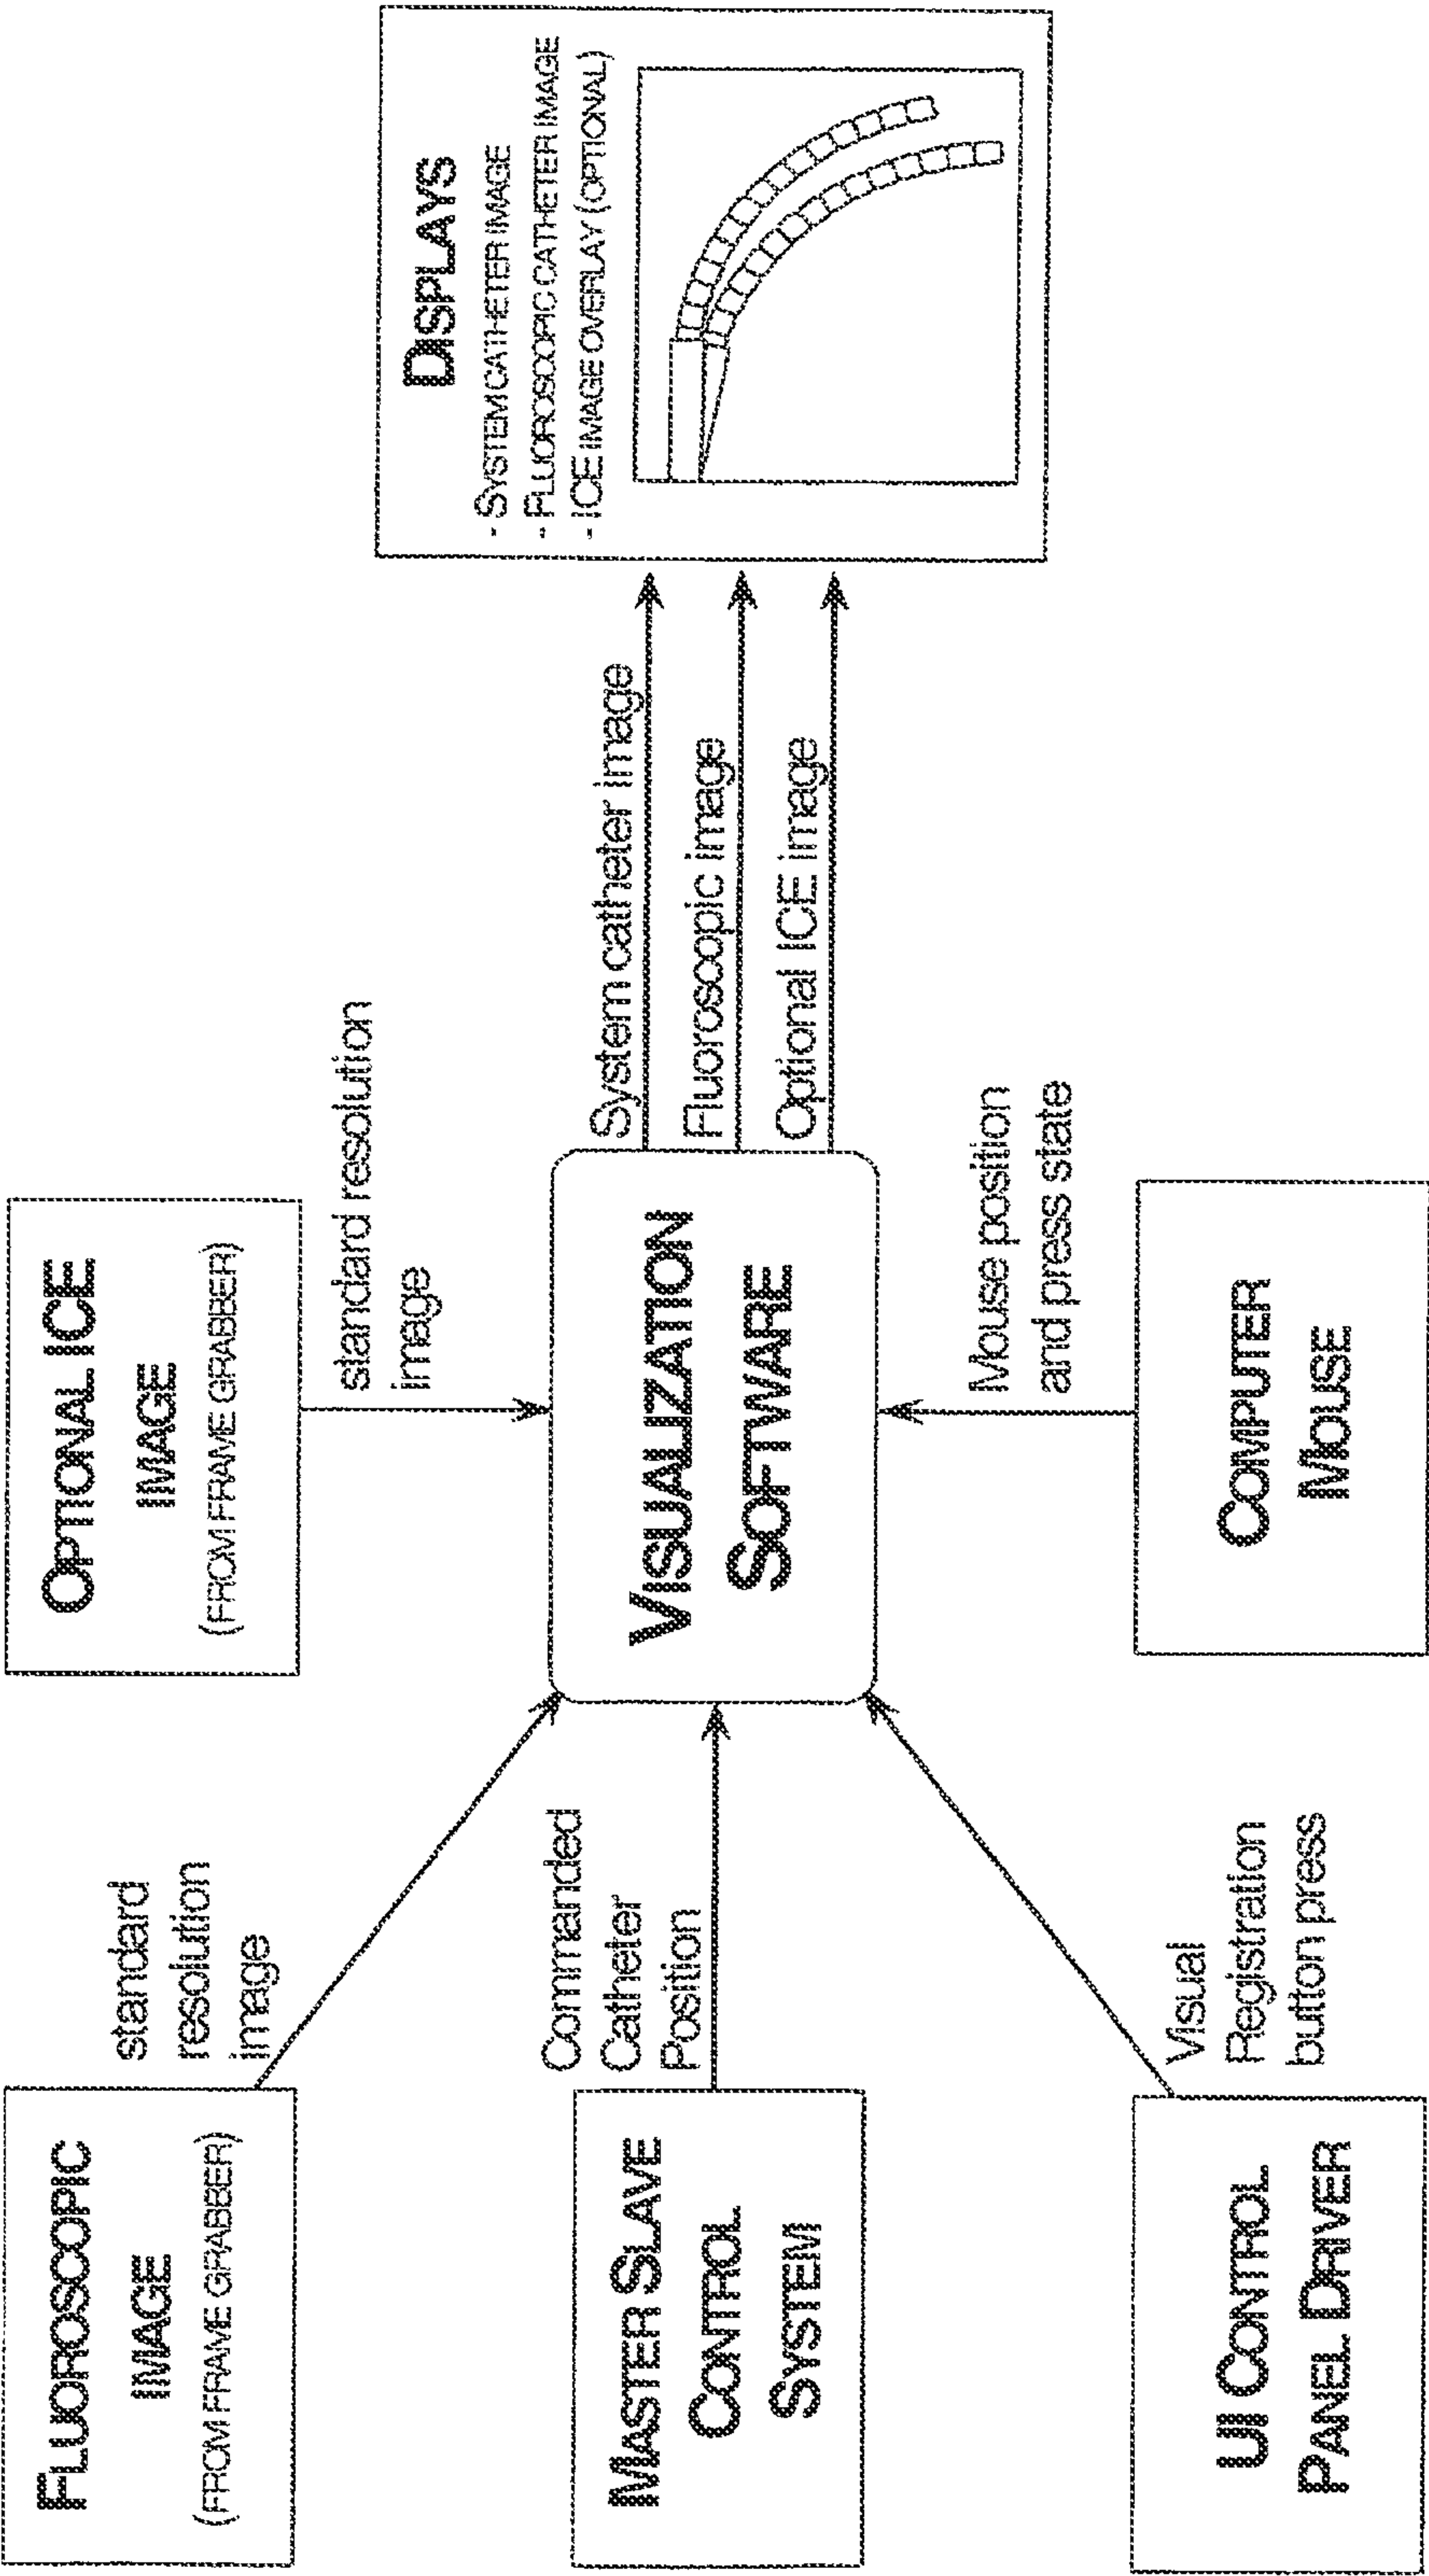 FLUOROSCOPIC
IMAGE
(FROM FRAME GRABBER)
standard
resolution
image
OPTIONAL ICE
IMAGE
(FROM FRAME GRABBER)
standard resolution
image
MASTER SLAVE
CONTROL
SYSTEM
Commanded
Catheter
Position
VISUALIZATION
SOFTWARE
System catheter image
Fluoroscopic image
Optional ICE image
DISPLAYS
- SYSTEM CATHETER IMAGE
- FLUOROSCOPIC CATHETER IMAGE
- ICE IMAGE OVERLAY (OPTIONAL)
UI CONTROL
PANEL DRIVER
Visual
Registration
button press
COMPUTER
MOUSE
Mouse position
and press state